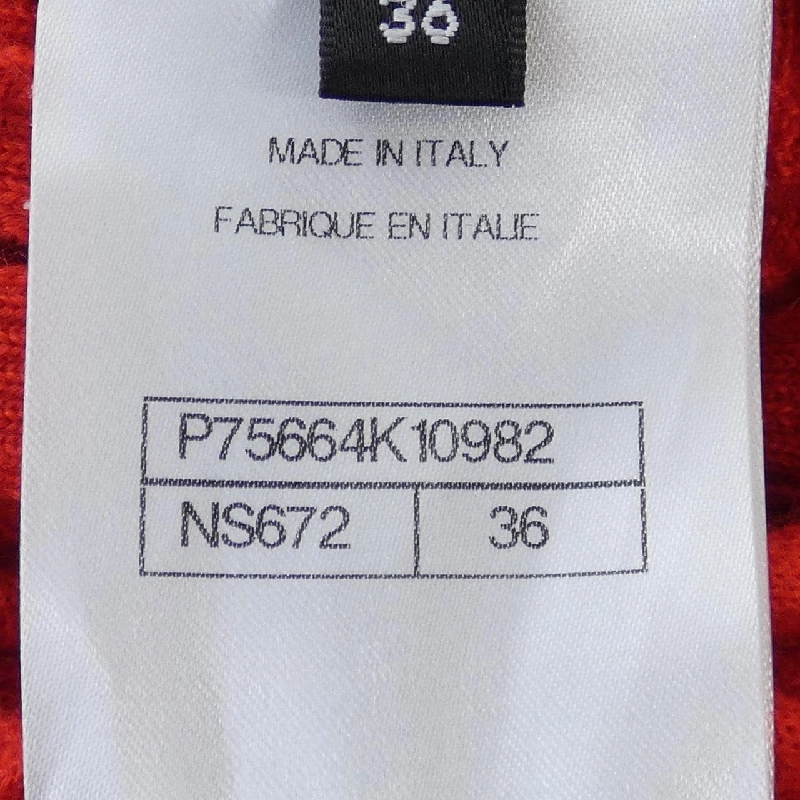 36
MADE IN ITALY
FABRIQUE EN ITALIE
P75664K10982
NS672 36